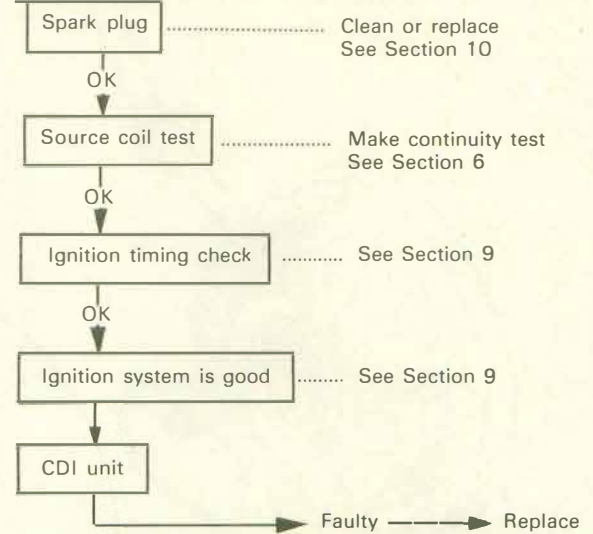 Spark plug
Clean or replace
See Section 10
OK
Source coil test
Make continuity test
See Section 6
OK
Ignition timing check
See Section 9
OK
Ignition system is good
See Section 9
CDI unit
Faulty
Replace